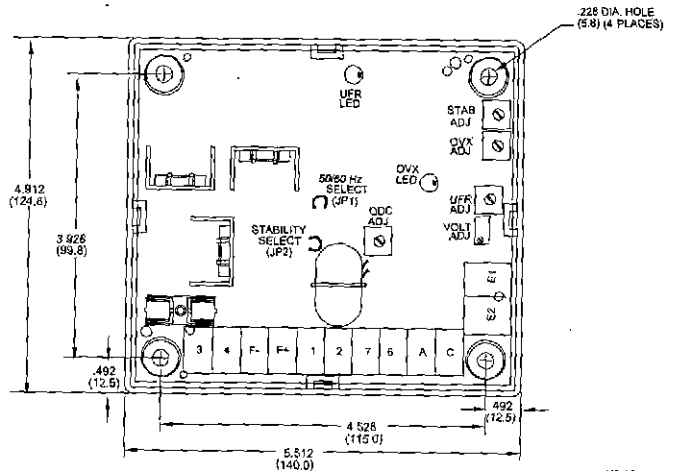 .228 DIA. HOLE
(5.8) (4 PLACES)
UFR
LED
STAB
ADJ
OVX
ADJ
OVX
LED
50/60 Hz
SELECT
(JP1)
4.912
(124.8)
3.928
(99.8)
UFR
ADJ
ODC
ADJ
VOLT
ADJ
STABILITY
SELECT
(JP2)
E1
E2
3 4 F- F+ 1 2 7 6 A C
.492
(12.5)
.492
(12.5)
4.528
(115.0)
5.512
(140.0)